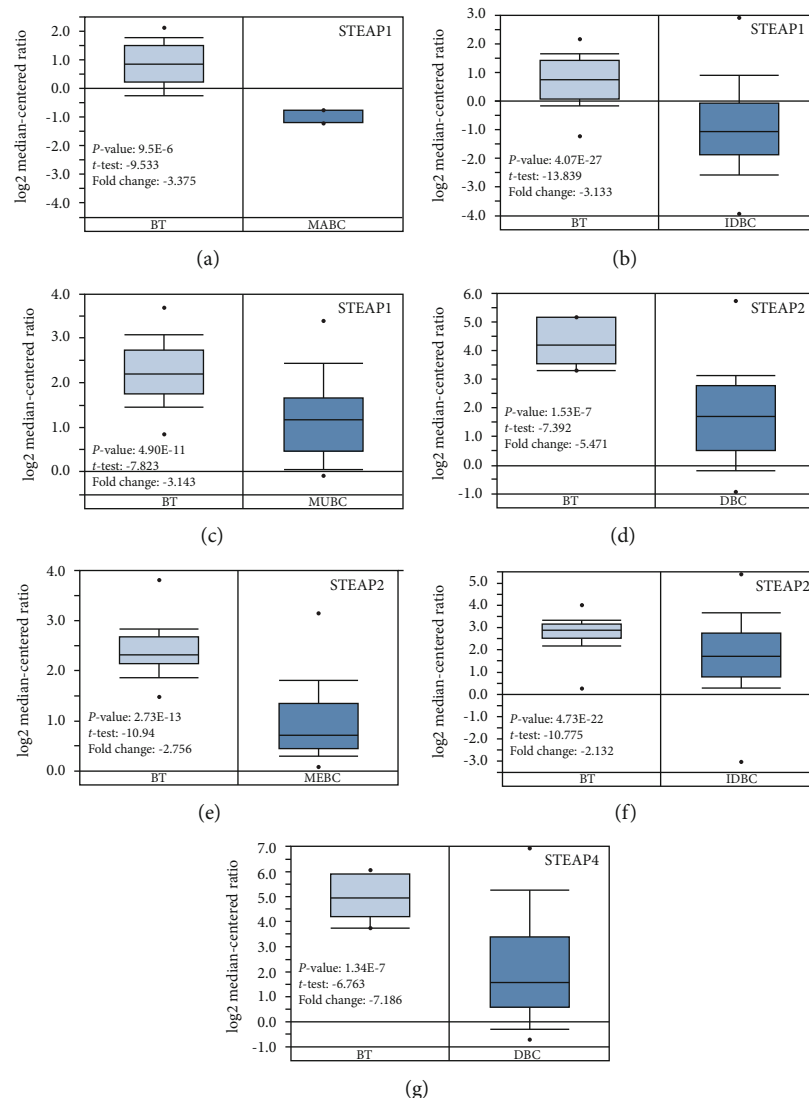 log2 median-centered ratio
2.0
1.0
0.0
-1.0
-2.0
-3.0
-4.0
STEAP1
P-value: 9.5E-6
t-test: -9.533
Fold change: -3.375
BT
MABC
(a)
log2 median-centered ratio
3.0
2.0
1.0
0.0
-1.0
-2.0
-3.0
-4.0
STEAP1
P-value: 4.07E-27
t-test: -13.839
Fold change: -3.133
BT
IDBC
(b)
log2 median-centered ratio
4.0
3.0
2.0
1.0
0.0
STEAP1
P-value: 4.90E-11
t-test: -7.823
Fold change: -3.143
BT
MUBC
(c)
log2 median-centered ratio
6.0
5.0
4.0
3.0
2.0
1.0
0.0
-1.0
STEAP2
P-value: 1.53E-7
t-test: -7.392
Fold change: -5.471
BT
DBC
(d)
log2 median-centered ratio
4.0
3.0
2.0
1.0
0.0
STEAP2
P-value: 2.73E-13
t-test: -10.94
Fold change: -2.756
BT
MEBC
(e)
log2 median-centered ratio
5.0
4.0
3.0
2.0
1.0
0.0
-1.0
-2.0
-3.0
STEAP2
P-value: 4.73E-22
t-test: -10.775
Fold change: -2.132
BT
IDBC
(f)
log2 median-centered ratio
7.0
6.0
5.0
4.0
3.0
2.0
1.0
0.0
-1.0
STEAP4
P-value: 1.34E-7
t-test: -6.763
Fold change: -7.186
BT
DBC
(g)